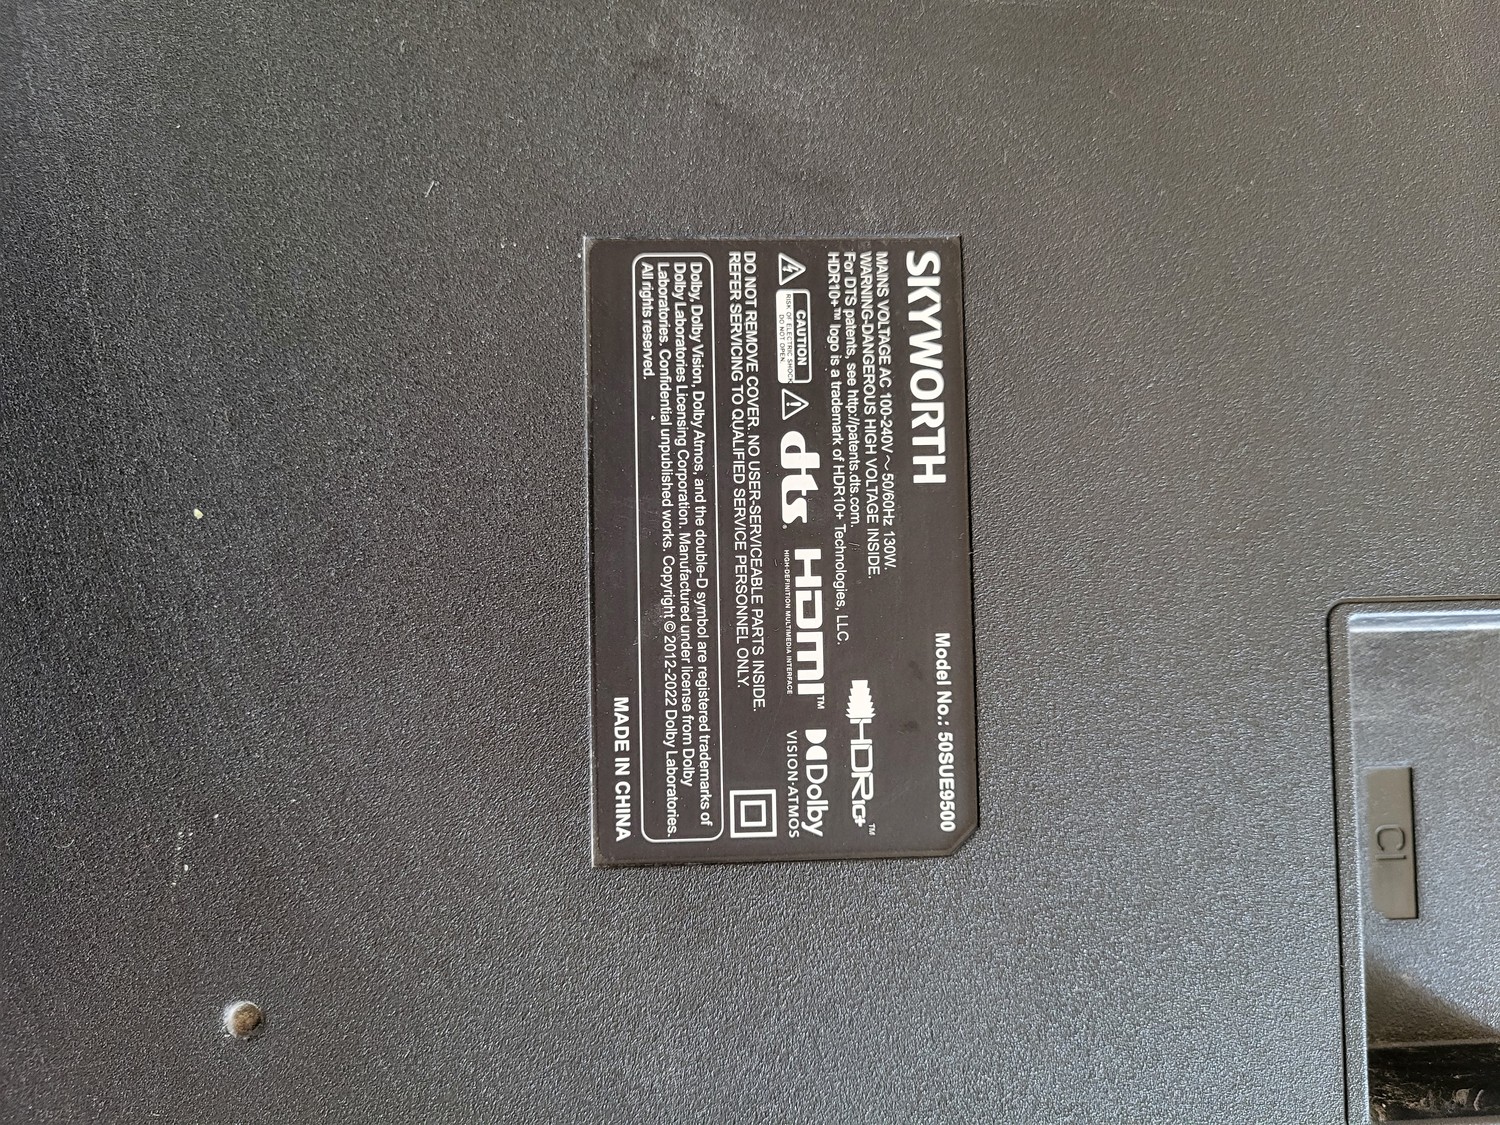 SKYWORTH
Model No.: 50SUE9500
MAINS VOLTAGE AC 100-240V ~ 50/60Hz 130W.
WARNING-DANGEROUS HIGH VOLTAGE INSIDE.
For DTS patents, see http://patents.dts.com.
HDR10+™ logo is a trademark of HDR10+ Technologies, LLC.
HDR10+™
CAUTION
RISK OF ELECTRIC SHOCK
DO NOT OPEN
dts®
HDMI™
HIGH-DEFINITION MULTIMEDIA INTERFACE
Dolby
VISION·ATMOS
DO NOT REMOVE COVER. NO USER-SERVICEABLE PARTS INSIDE.
REFER SERVICING TO QUALIFIED SERVICE PERSONNEL ONLY.
Dolby, Dolby Vision, Dolby Atmos, and the double-D symbol are registered trademarks of
Dolby Laboratories Licensing Corporation. Manufactured under license from Dolby
Laboratories. Confidential unpublished works. Copyright © 2012-2022 Dolby Laboratories.
All rights reserved.
MADE IN CHINA
CI